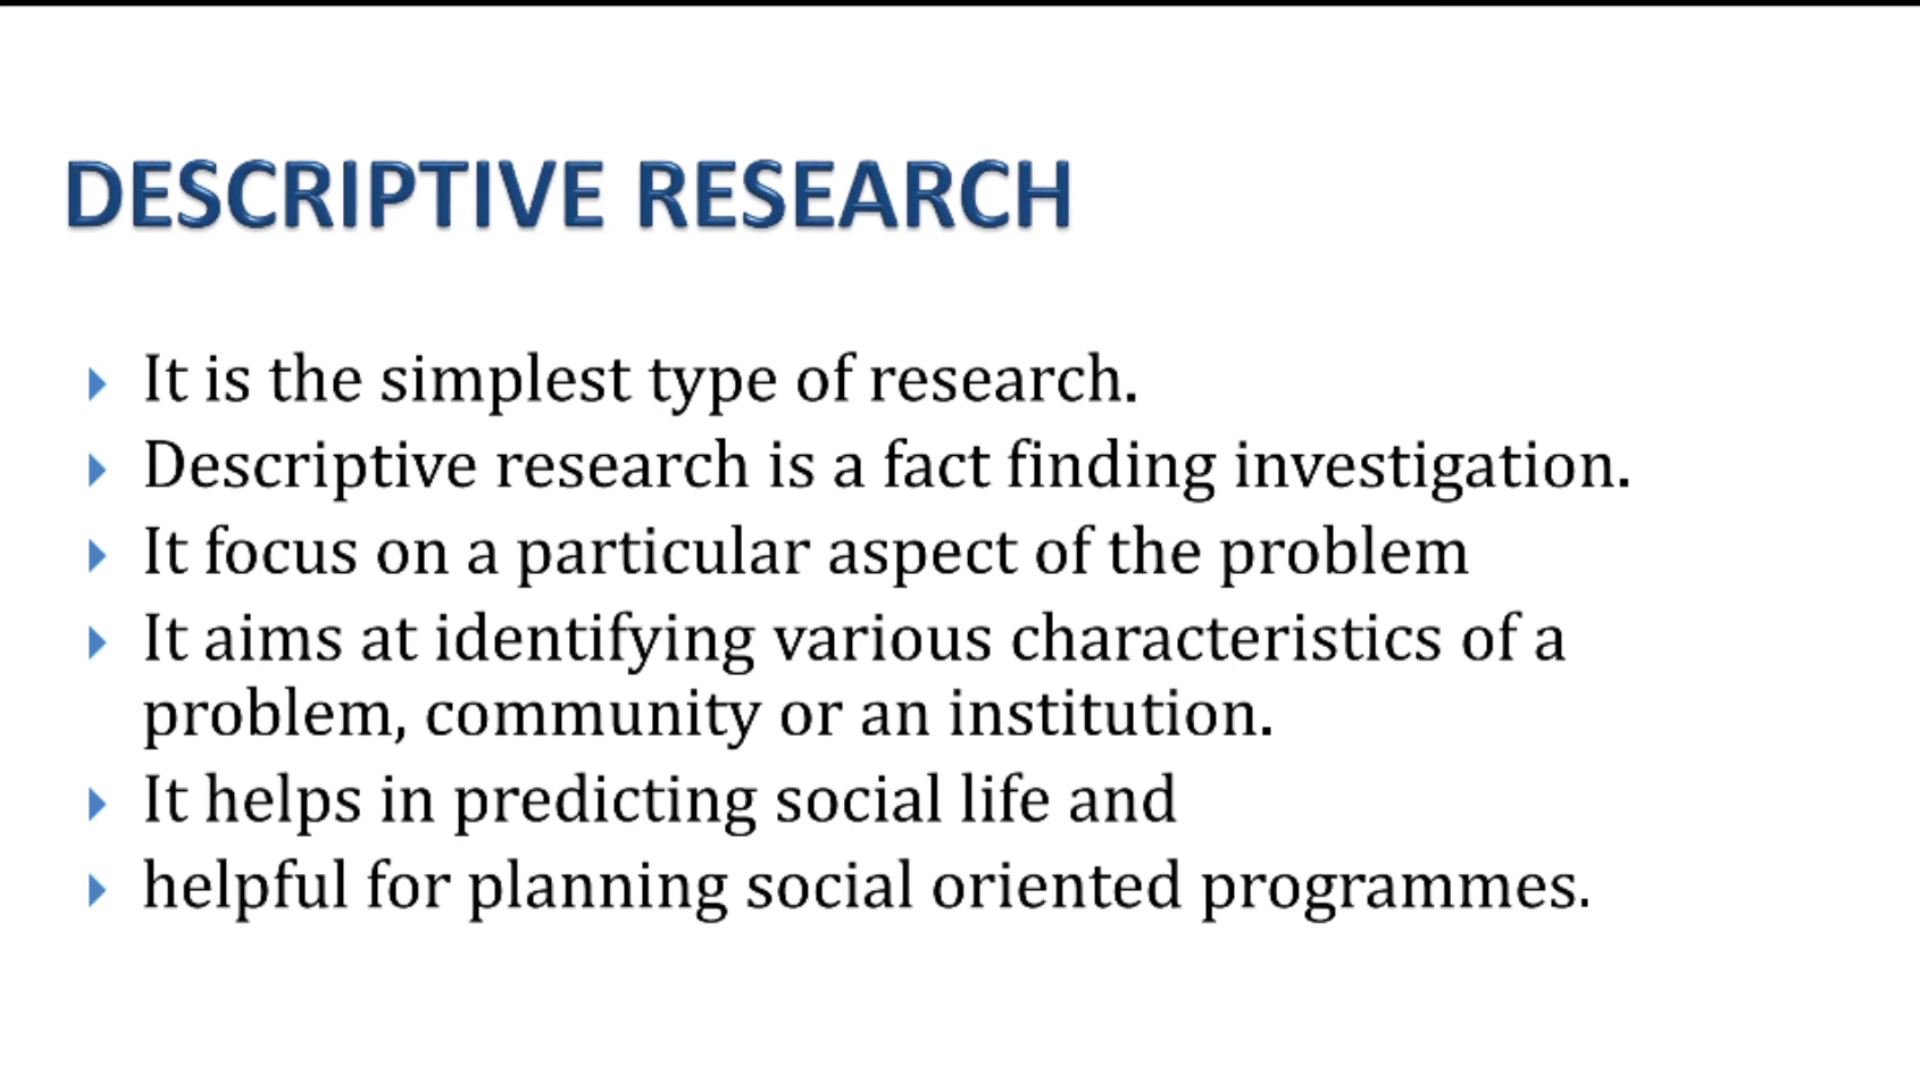 DESCRIPTIVE RESEARCH
It is the simplest type of research.
Descriptive research is a fact finding investigation.
It focus on a particular aspect of the problem
It aims at identifying various characteristics of a
problem, community or an institution.
It helps in predicting social life and
helpful for planning social oriented programmes.